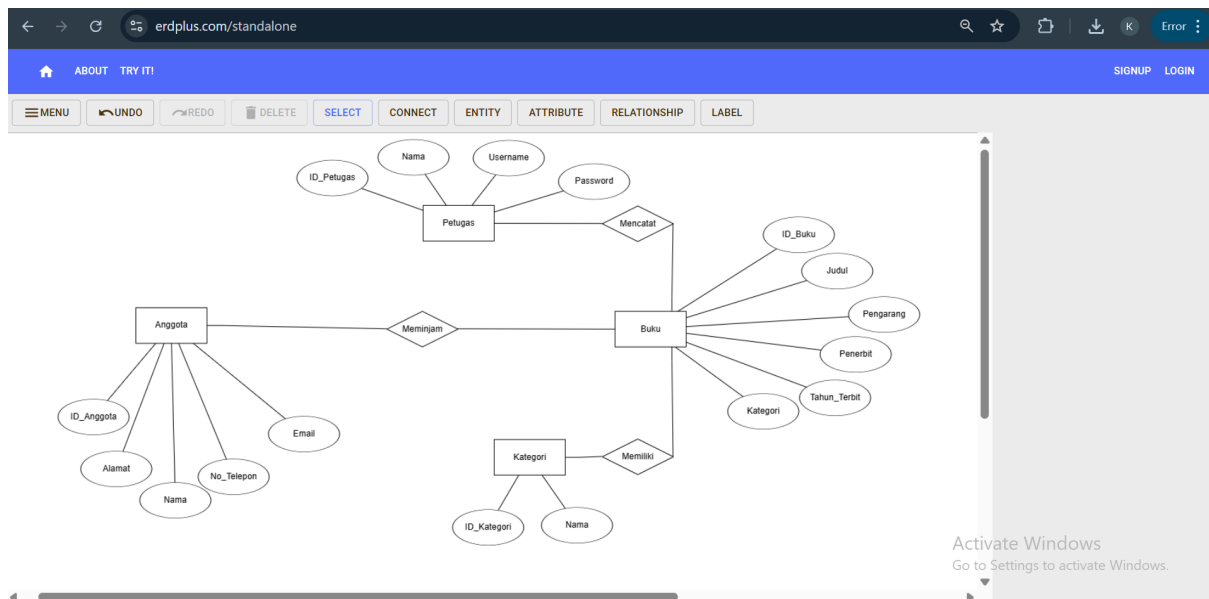 erdplus.com/standalone
K
Error
ABOUT TRY IT!
SIGNUP LOGIN
MENU UNDO REDO DELETE SELECT CONNECT ENTITY ATTRIBUTE RELATIONSHIP LABEL
Nama
Username
ID_Petugas
Password
Petugas
Mencatat
ID_Buku
Judul
Pengarang
Anggota
Meminjam
Buku
Penerbit
Tahun_Terbit
Kategori
ID_Anggota
Email
Alamat
No_Telepon
Nama
Kategori
Memiliki
ID_Kategori
Nama
Activate Windows
Go to Settings to activate Windows.